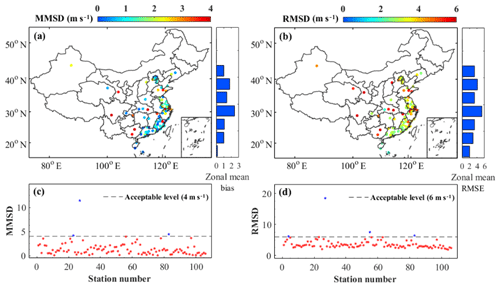 MMSD (m s⁻¹) 0 1 2 3 4
RMSD (m s⁻¹) 0 2 4 6
(a)
50° N
40° N
30° N
20° N
80° E 100° E 120° E
0 1 2 3
Zonal mean
bias
(b)
50° N
40° N
30° N
20° N
80° E 100° E 120° E
0 2 4 6
Zonal mean
RMSE
(c)
Acceptable level (4 m s⁻¹)
MMSD
10
5
0
0 20 40 60 80 100
Station number
(d)
Acceptable level (6 m s⁻¹)
RMSD
20
10
0
0 20 40 60 80 100
Station number